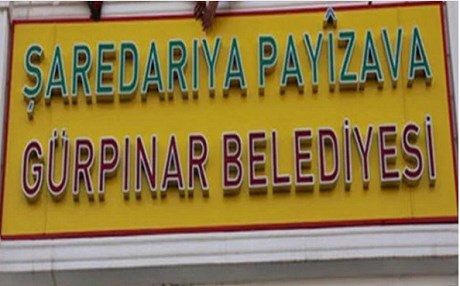 ŞAREDARIYA PAYÎZAVA
GÜRPINAR BELEDİYESİ